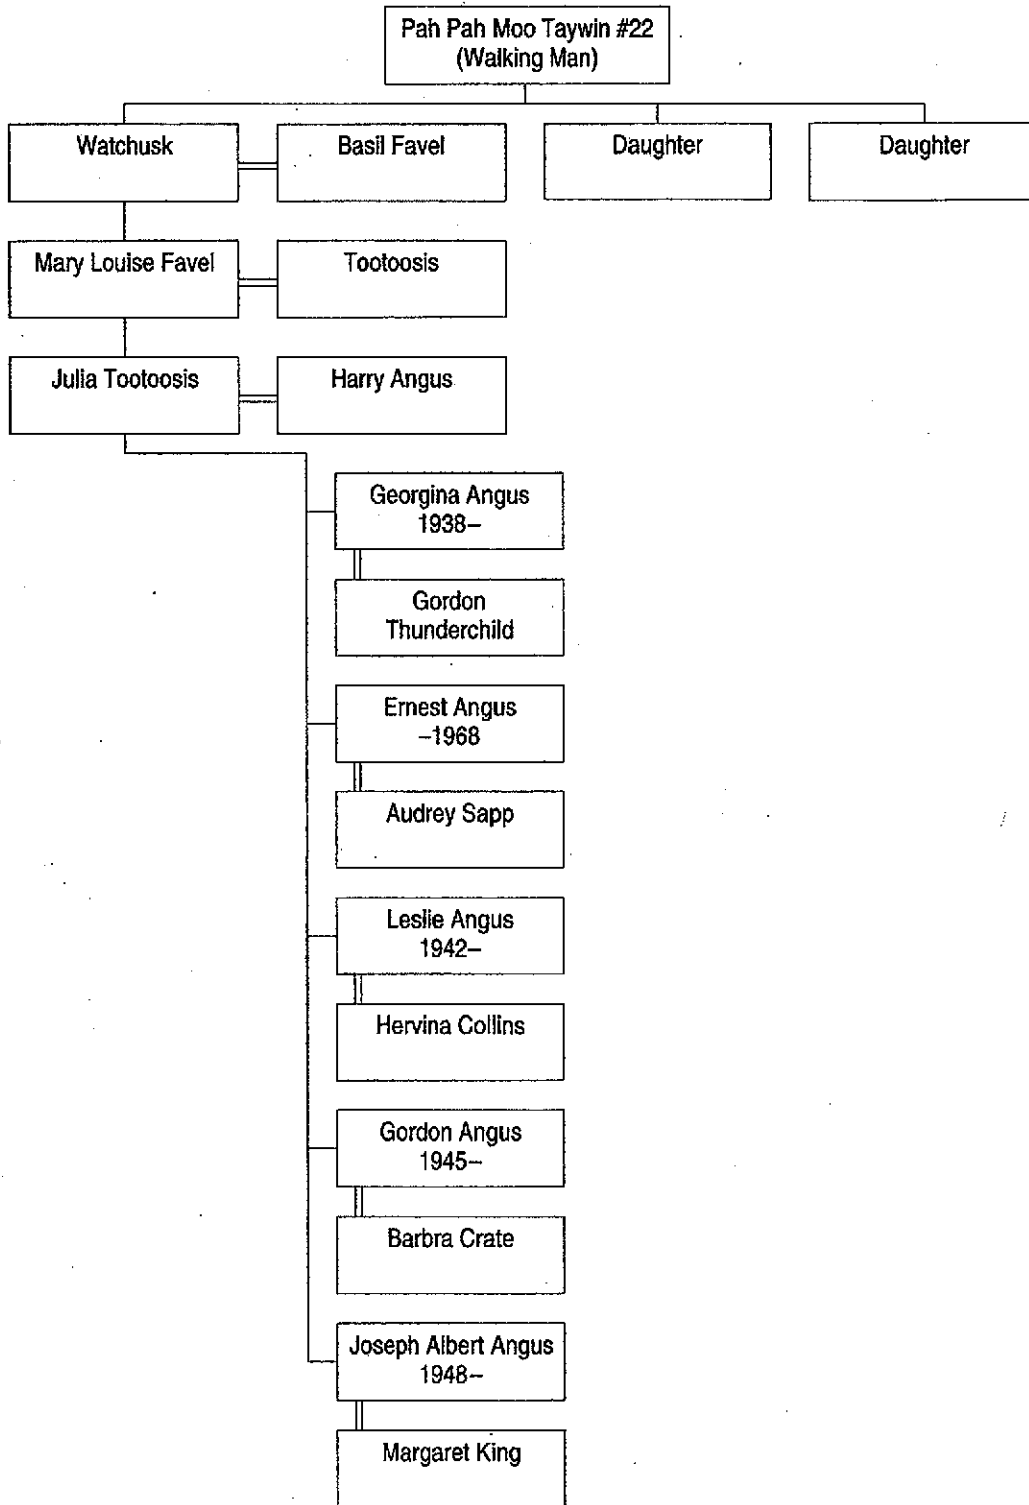 Pah Pah Moo Taywin #22
(Walking Man)
Watchusk
Basil Favel
Daughter
Daughter
Mary Louise Favel
Tootoosis
Julia Tootoosis
Harry Angus
Georgina Angus
1938–
Gordon
Thunderchild
Ernest Angus
–1968
Audrey Sapp
Leslie Angus
1942–
Hervina Collins
Gordon Angus
1945–
Barbra Crate
Joseph Albert Angus
1948–
Margaret King